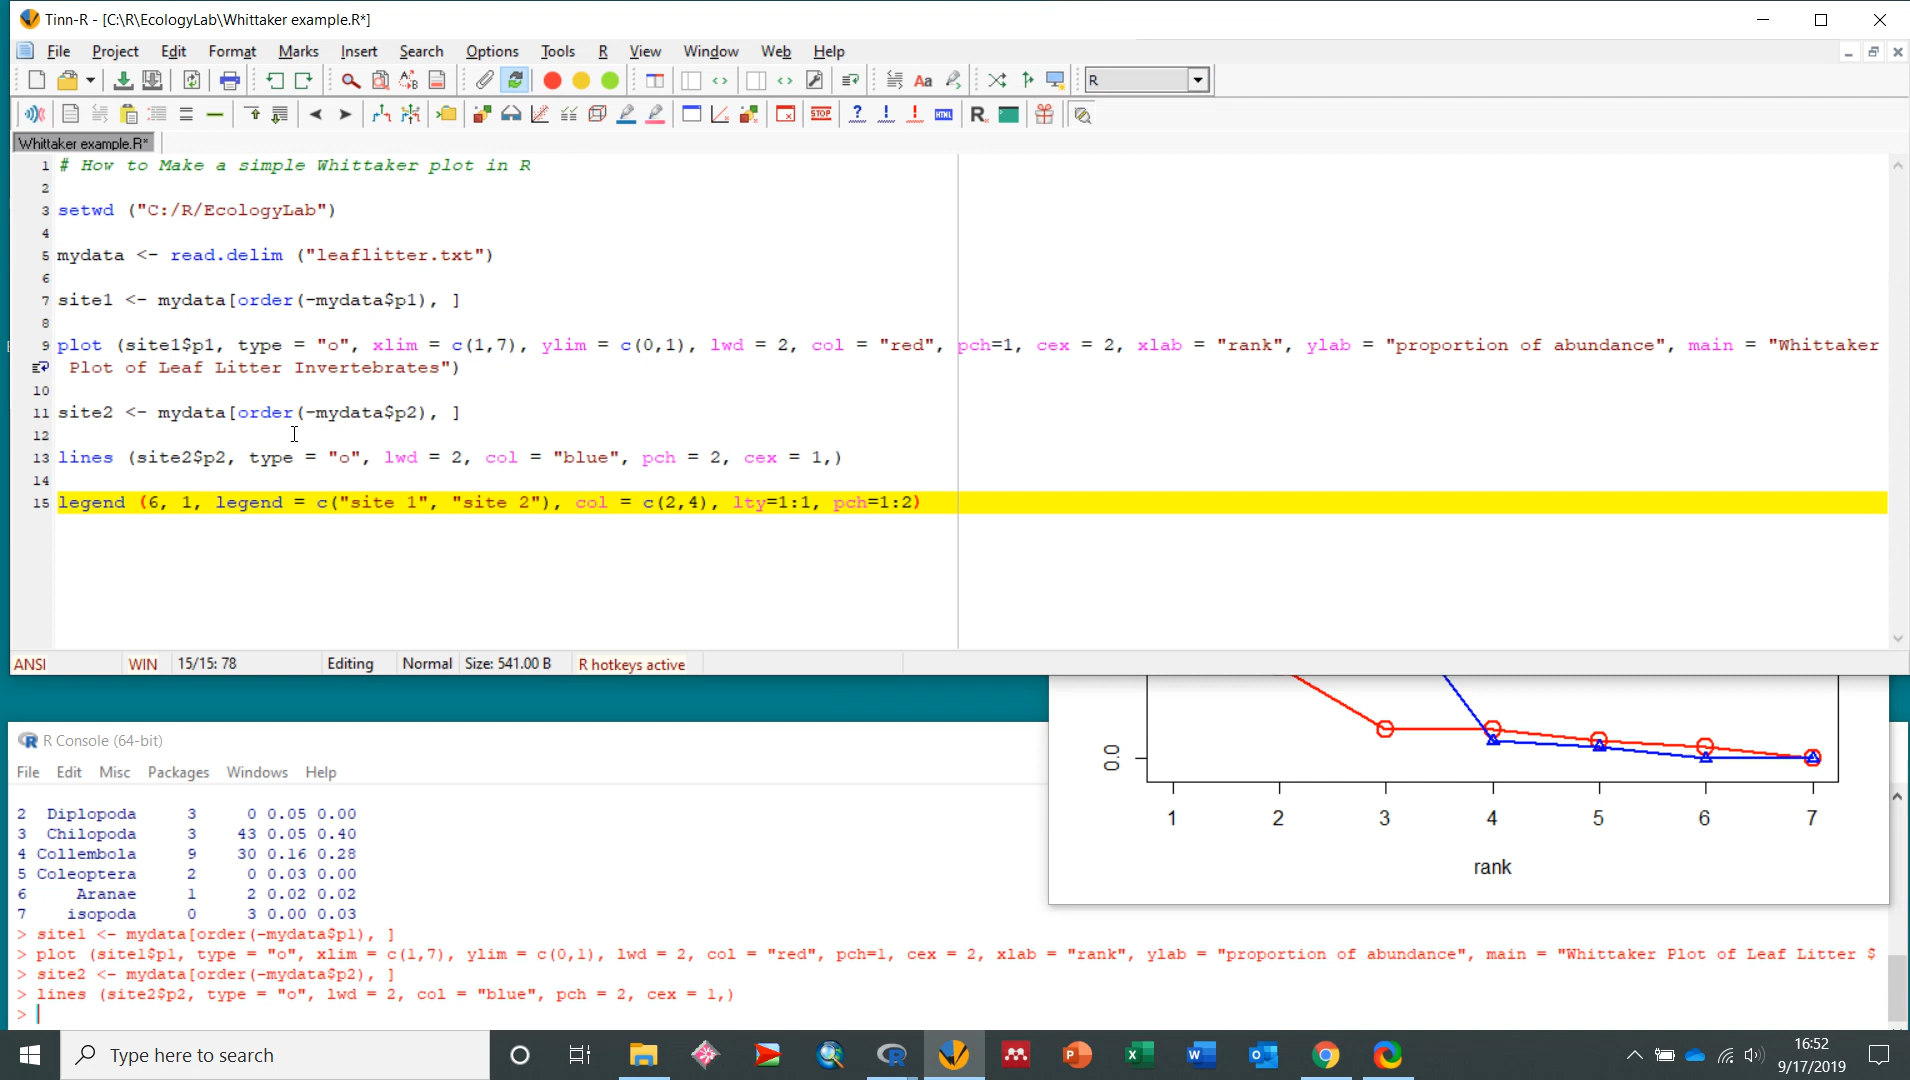 Tinn-R - [C:\R\EcologyLab\Whittaker example.R*]
File Project Edit Format Marks Insert Search Options Tools R View Window Web Help
R
STOP
HTML
Whittaker example.R*
1 # How to Make a simple Whittaker plot in R
2
3 setwd ("C:/R/EcologyLab")
4
5 mydata <- read.delim ("leaflitter.txt")
6
7 site1 <- mydata[order(-mydata$p1), ]
8
9 plot (site1$p1, type = "o", xlim = c(1,7), ylim = c(0,1), lwd = 2, col = "red", pch=1, cex = 2, xlab = "rank", ylab = "proportion of abundance", main = "Whittaker
Plot of Leaf Litter Invertebrates")
10
11 site2 <- mydata[order(-mydata$p2), ]
12
13 lines (site2$p2, type = "o", lwd = 2, col = "blue", pch = 2, cex = 1,)
14
15 legend (6, 1, legend = c("site 1", "site 2"), col = c(2,4), lty=1:1, pch=1:2)
ANSI WIN 15/15: 78 Editing Normal Size: 541.00 B R hotkeys active
0.0
1 2 3 4 5 6 7
rank
R Console (64-bit)
File Edit Misc Packages Windows Help
2 Diplopoda 3 0 0.05 0.00
3 Chilopoda 3 43 0.05 0.40
4 Collembola 9 30 0.16 0.28
5 Coleoptera 2 0 0.03 0.00
6 Aranae 1 2 0.02 0.02
7 isopoda 0 3 0.00 0.03
> site1 <- mydata[order(-mydata$p1), ]
> plot (site1$p1, type = "o", xlim = c(1,7), ylim = c(0,1), lwd = 2, col = "red", pch=1, cex = 2, xlab = "rank", ylab = "proportion of abundance", main = "Whittaker Plot of Leaf Litter $
> site2 <- mydata[order(-mydata$p2), ]
> lines (site2$p2, type = "o", lwd = 2, col = "blue", pch = 2, cex = 1,)
>
Type here to search
16:52
9/17/2019